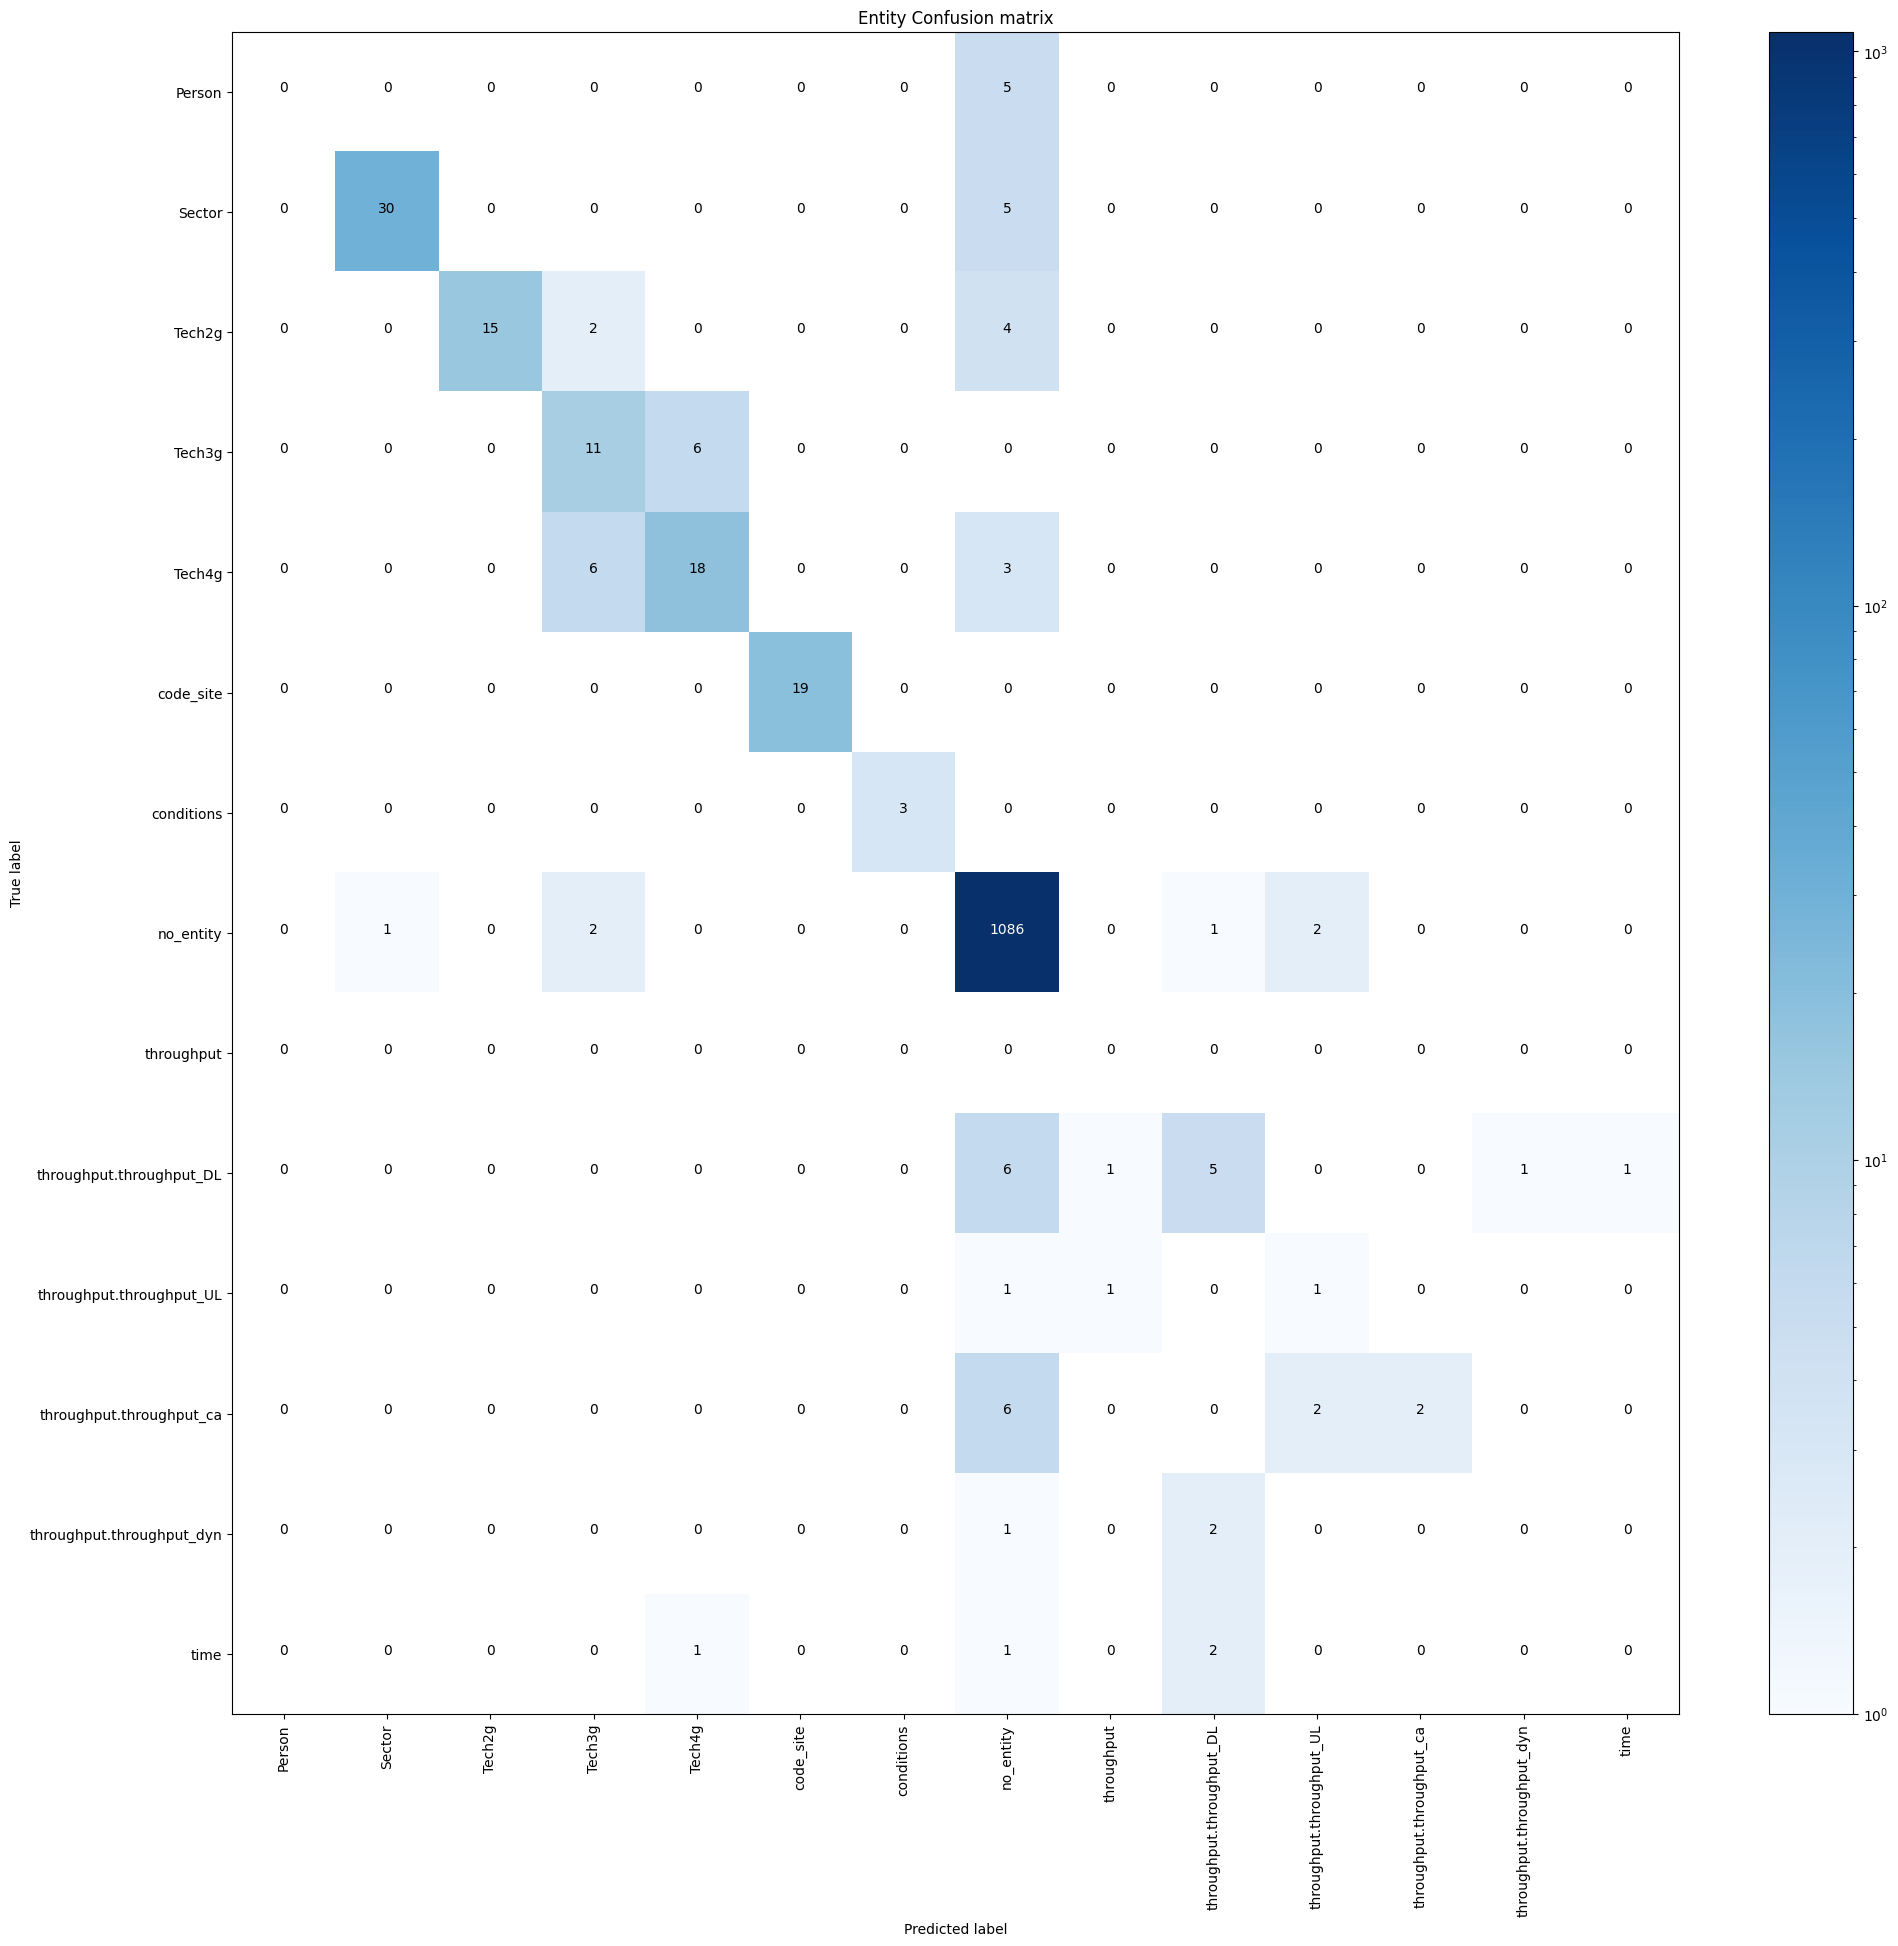 Entity Confusion matrix
Person 0 0 0 0 0 0 0 5 0 0 0 0 0 0
Sector 0 30 0 0 0 0 0 5 0 0 0 0 0 0
Tech2g 0 0 15 2 0 0 0 4 0 0 0 0 0 0
Tech3g 0 0 0 11 6 0 0 0 0 0 0 0 0 0
Tech4g 0 0 0 6 18 0 0 3 0 0 0 0 0 0
code_site 0 0 0 0 0 19 0 0 0 0 0 0 0 0
conditions 0 0 0 0 0 0 3 0 0 0 0 0 0 0
no_entity 0 1 0 2 0 0 0 1086 0 1 2 0 0 0
throughput 0 0 0 0 0 0 0 0 0 0 0 0 0 0
throughput.throughput_DL 0 0 0 0 0 0 0 6 1 5 0 0 1 1
throughput.throughput_UL 0 0 0 0 0 0 0 1 1 0 1 0 0 0
throughput.throughput_ca 0 0 0 0 0 0 0 6 0 0 2 2 0 0
throughput.throughput_dyn 0 0 0 0 0 0 0 1 0 2 0 0 0 0
time 0 0 0 0 1 0 0 1 0 2 0 0 0 0
True label
Person
Sector
Tech2g
Tech3g
Tech4g
code_site
conditions
no_entity
throughput
throughput.throughput_DL
throughput.throughput_UL
throughput.throughput_ca
throughput.throughput_dyn
time
Predicted label
10³
10²
10¹
10⁰